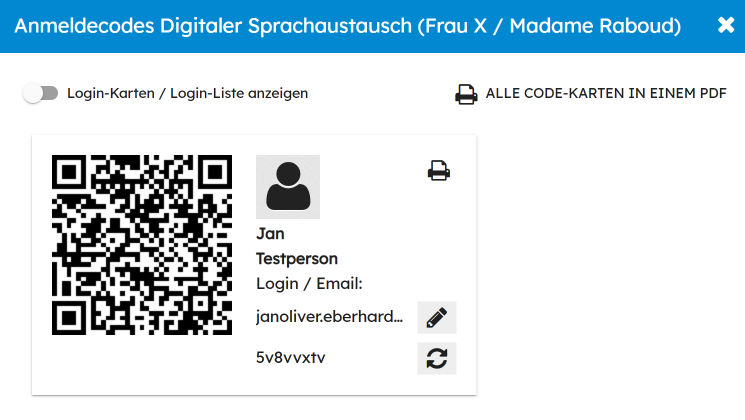 Anmeldecodes Digitaler Sprachaustausch (Frau X / Madame Raboud)
Login-Karten / Login-Liste anzeigen
ALLE CODE-KARTEN IN EINEM PDF
Jan
Testperson
Login / Email:
janoliver.eberhard...
5v8vvxtv